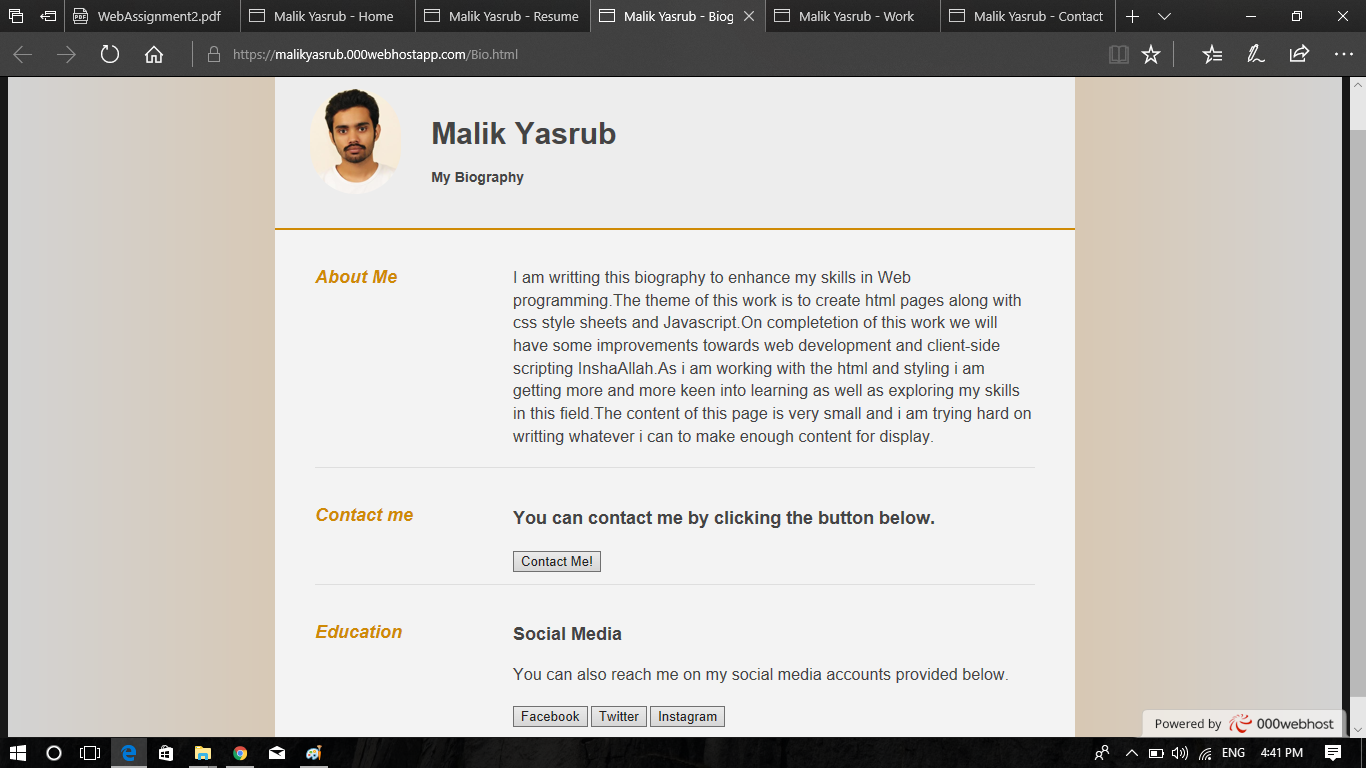 WebAssignment2.pdf
Malik Yasrub - Home
Malik Yasrub - Resume
Malik Yasrub - Biog
Malik Yasrub - Work
Malik Yasrub - Contact
https://malikyasrub.000webhostapp.com/Bio.html
Malik Yasrub
My Biography
About Me
I am writting this biography to enhance my skills in Web
programming.The theme of this work is to create html pages along with
css style sheets and Javascript.On completetion of this work we will
have some improvements towards web development and client-side
scripting InshaAllah.As i am working with the html and styling i am
getting more and more keen into learning as well as exploring my skills
in this field.The content of this page is very small and i am trying hard on
writting whatever i can to make enough content for display.
Contact me
You can contact me by clicking the button below.
Contact Me!
Education
Social Media
You can also reach me on my social media accounts provided below.
Facebook Twitter Instagram
Powered by 000webhost
ENG 4:41 PM